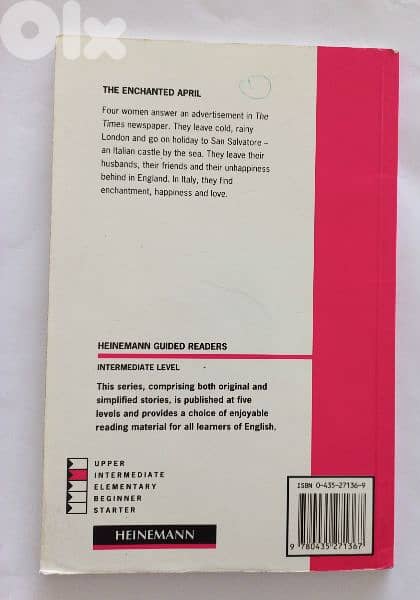 OLX
THE ENCHANTED APRIL
Four women answer an advertisement in The
Times newspaper. They leave cold, rainy
London and go on holiday to San Salvatore –
an Italian castle by the sea. They leave their
husbands, their friends and their unhappiness
behind in England. In Italy, they find
enchantment, happiness and love.
HEINEMANN GUIDED READERS
INTERMEDIATE LEVEL
This series, comprising both original and
simplified stories, is published at five
levels and provides a choice of enjoyable
reading material for all learners of English.
UPPER
INTERMEDIATE
ELEMENTARY
BEGINNER
STARTER
HEINEMANN
ISBN 0-435-27136-9
9 780435 271367